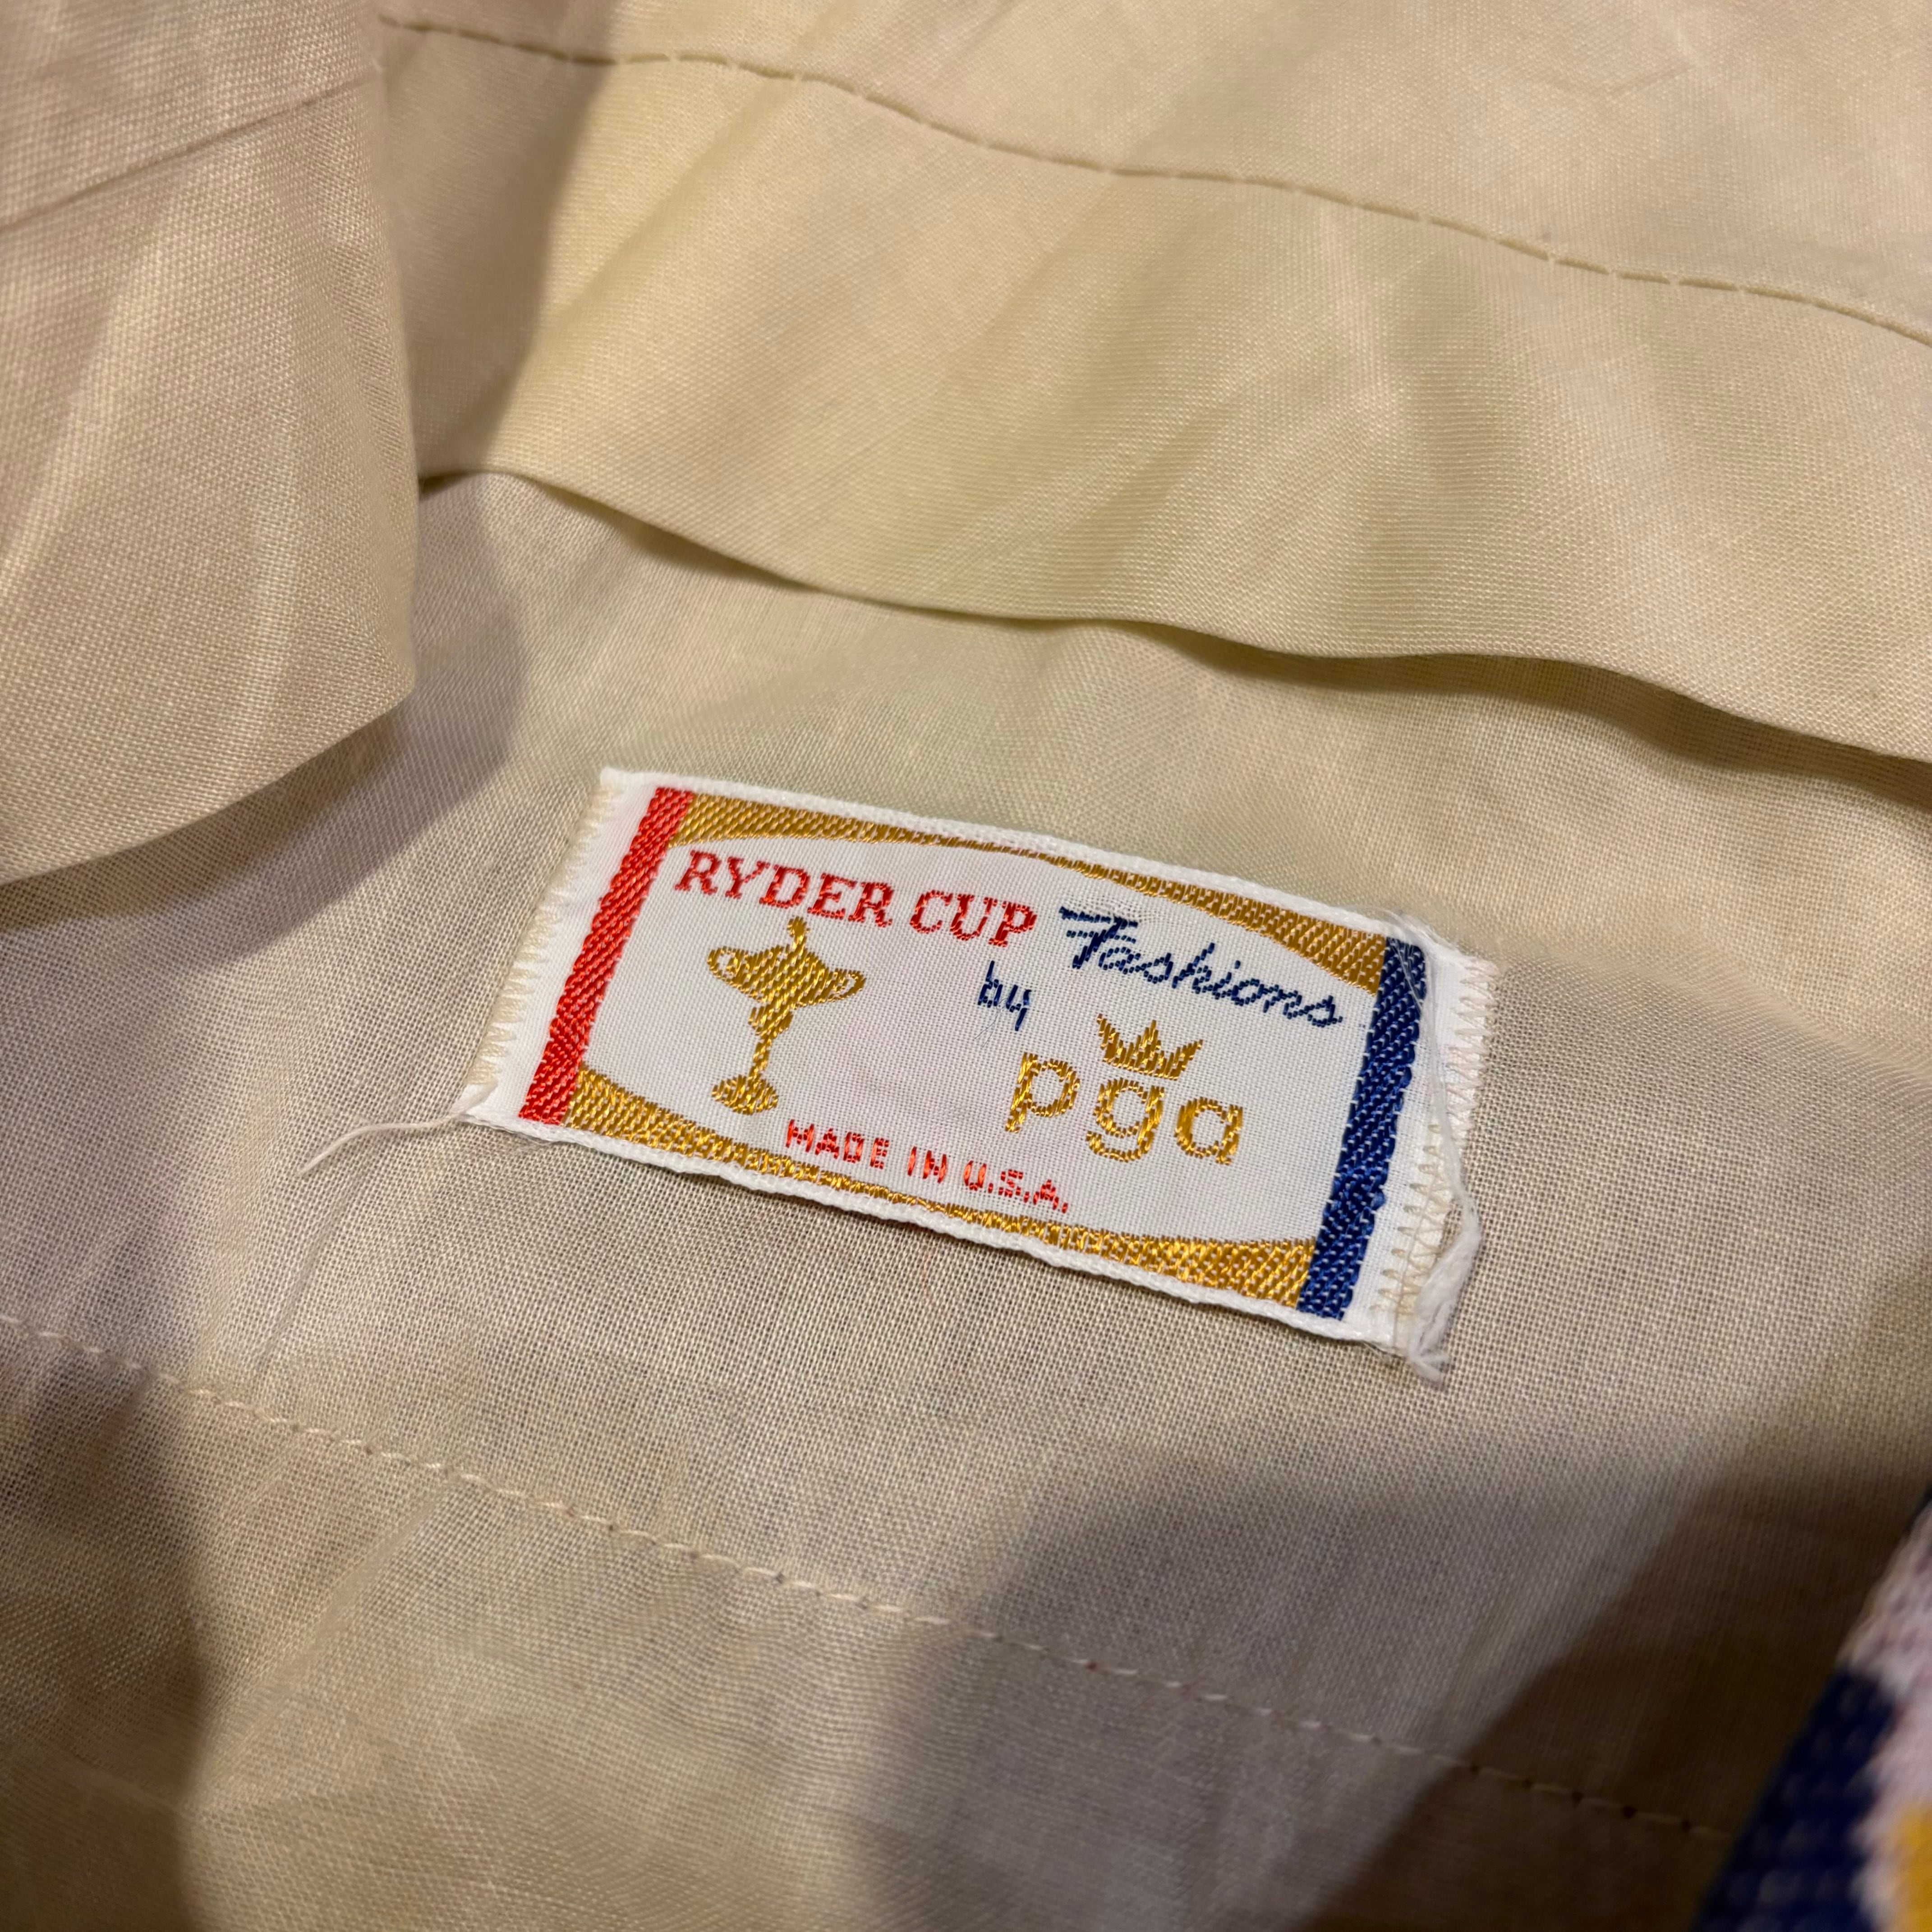 RYDER CUP Fashions
by
pga
MADE IN U.S.A.